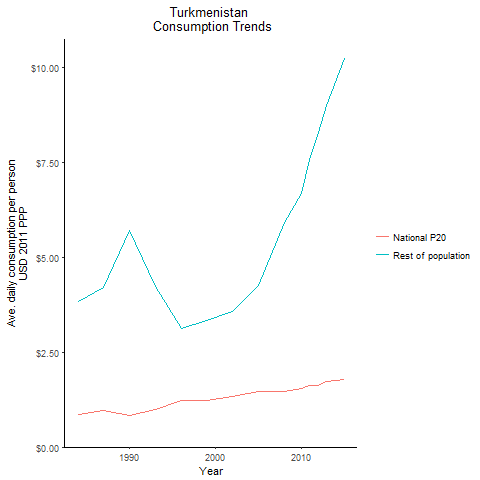 Turkmenistan
Consumption Trends
$10.00
$7.50
$5.00
$2.50
$0.00
Ave. daily consumption per person
USD 2011 PPP
1990
2000
2010
Year
National P20
Rest of population